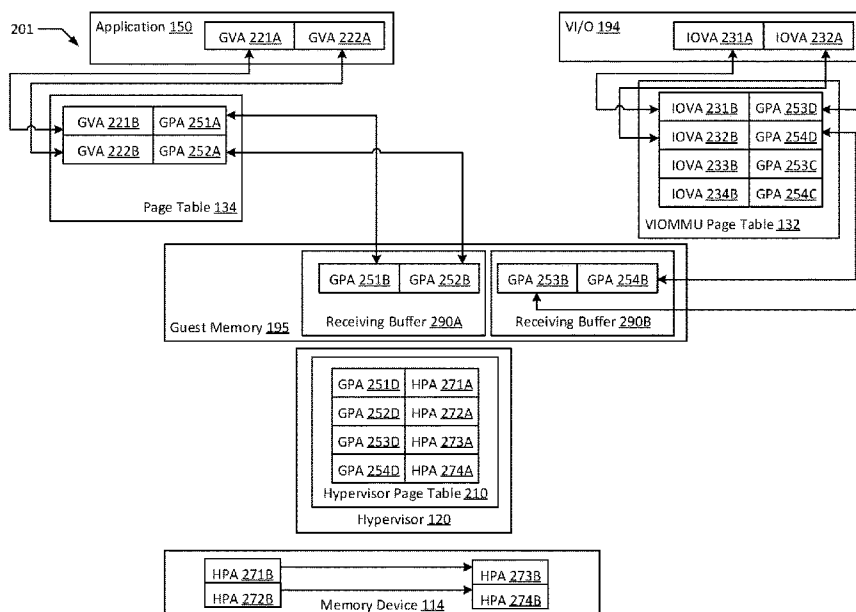 201
Application 150
GVA 221A GVA 222A
VI/O 194
IOVA 231A IOVA 232A
GVA 221B GPA 251A
GVA 222B GPA 252A
Page Table 134
IOVA 231B GPA 253D
IOVA 232B GPA 254D
IOVA 233B GPA 253C
IOVA 234B GPA 254C
VIOMMU Page Table 132
GPA 251B GPA 252B
Receiving Buffer 290A
GPA 253B GPA 254B
Receiving Buffer 290B
Guest Memory 195
GPA 251D HPA 271A
GPA 252D HPA 272A
GPA 253D HPA 273A
GPA 254D HPA 274A
Hypervisor Page Table 210
Hypervisor 120
HPA 271B HPA 273B
HPA 272B HPA 274B
Memory Device 114